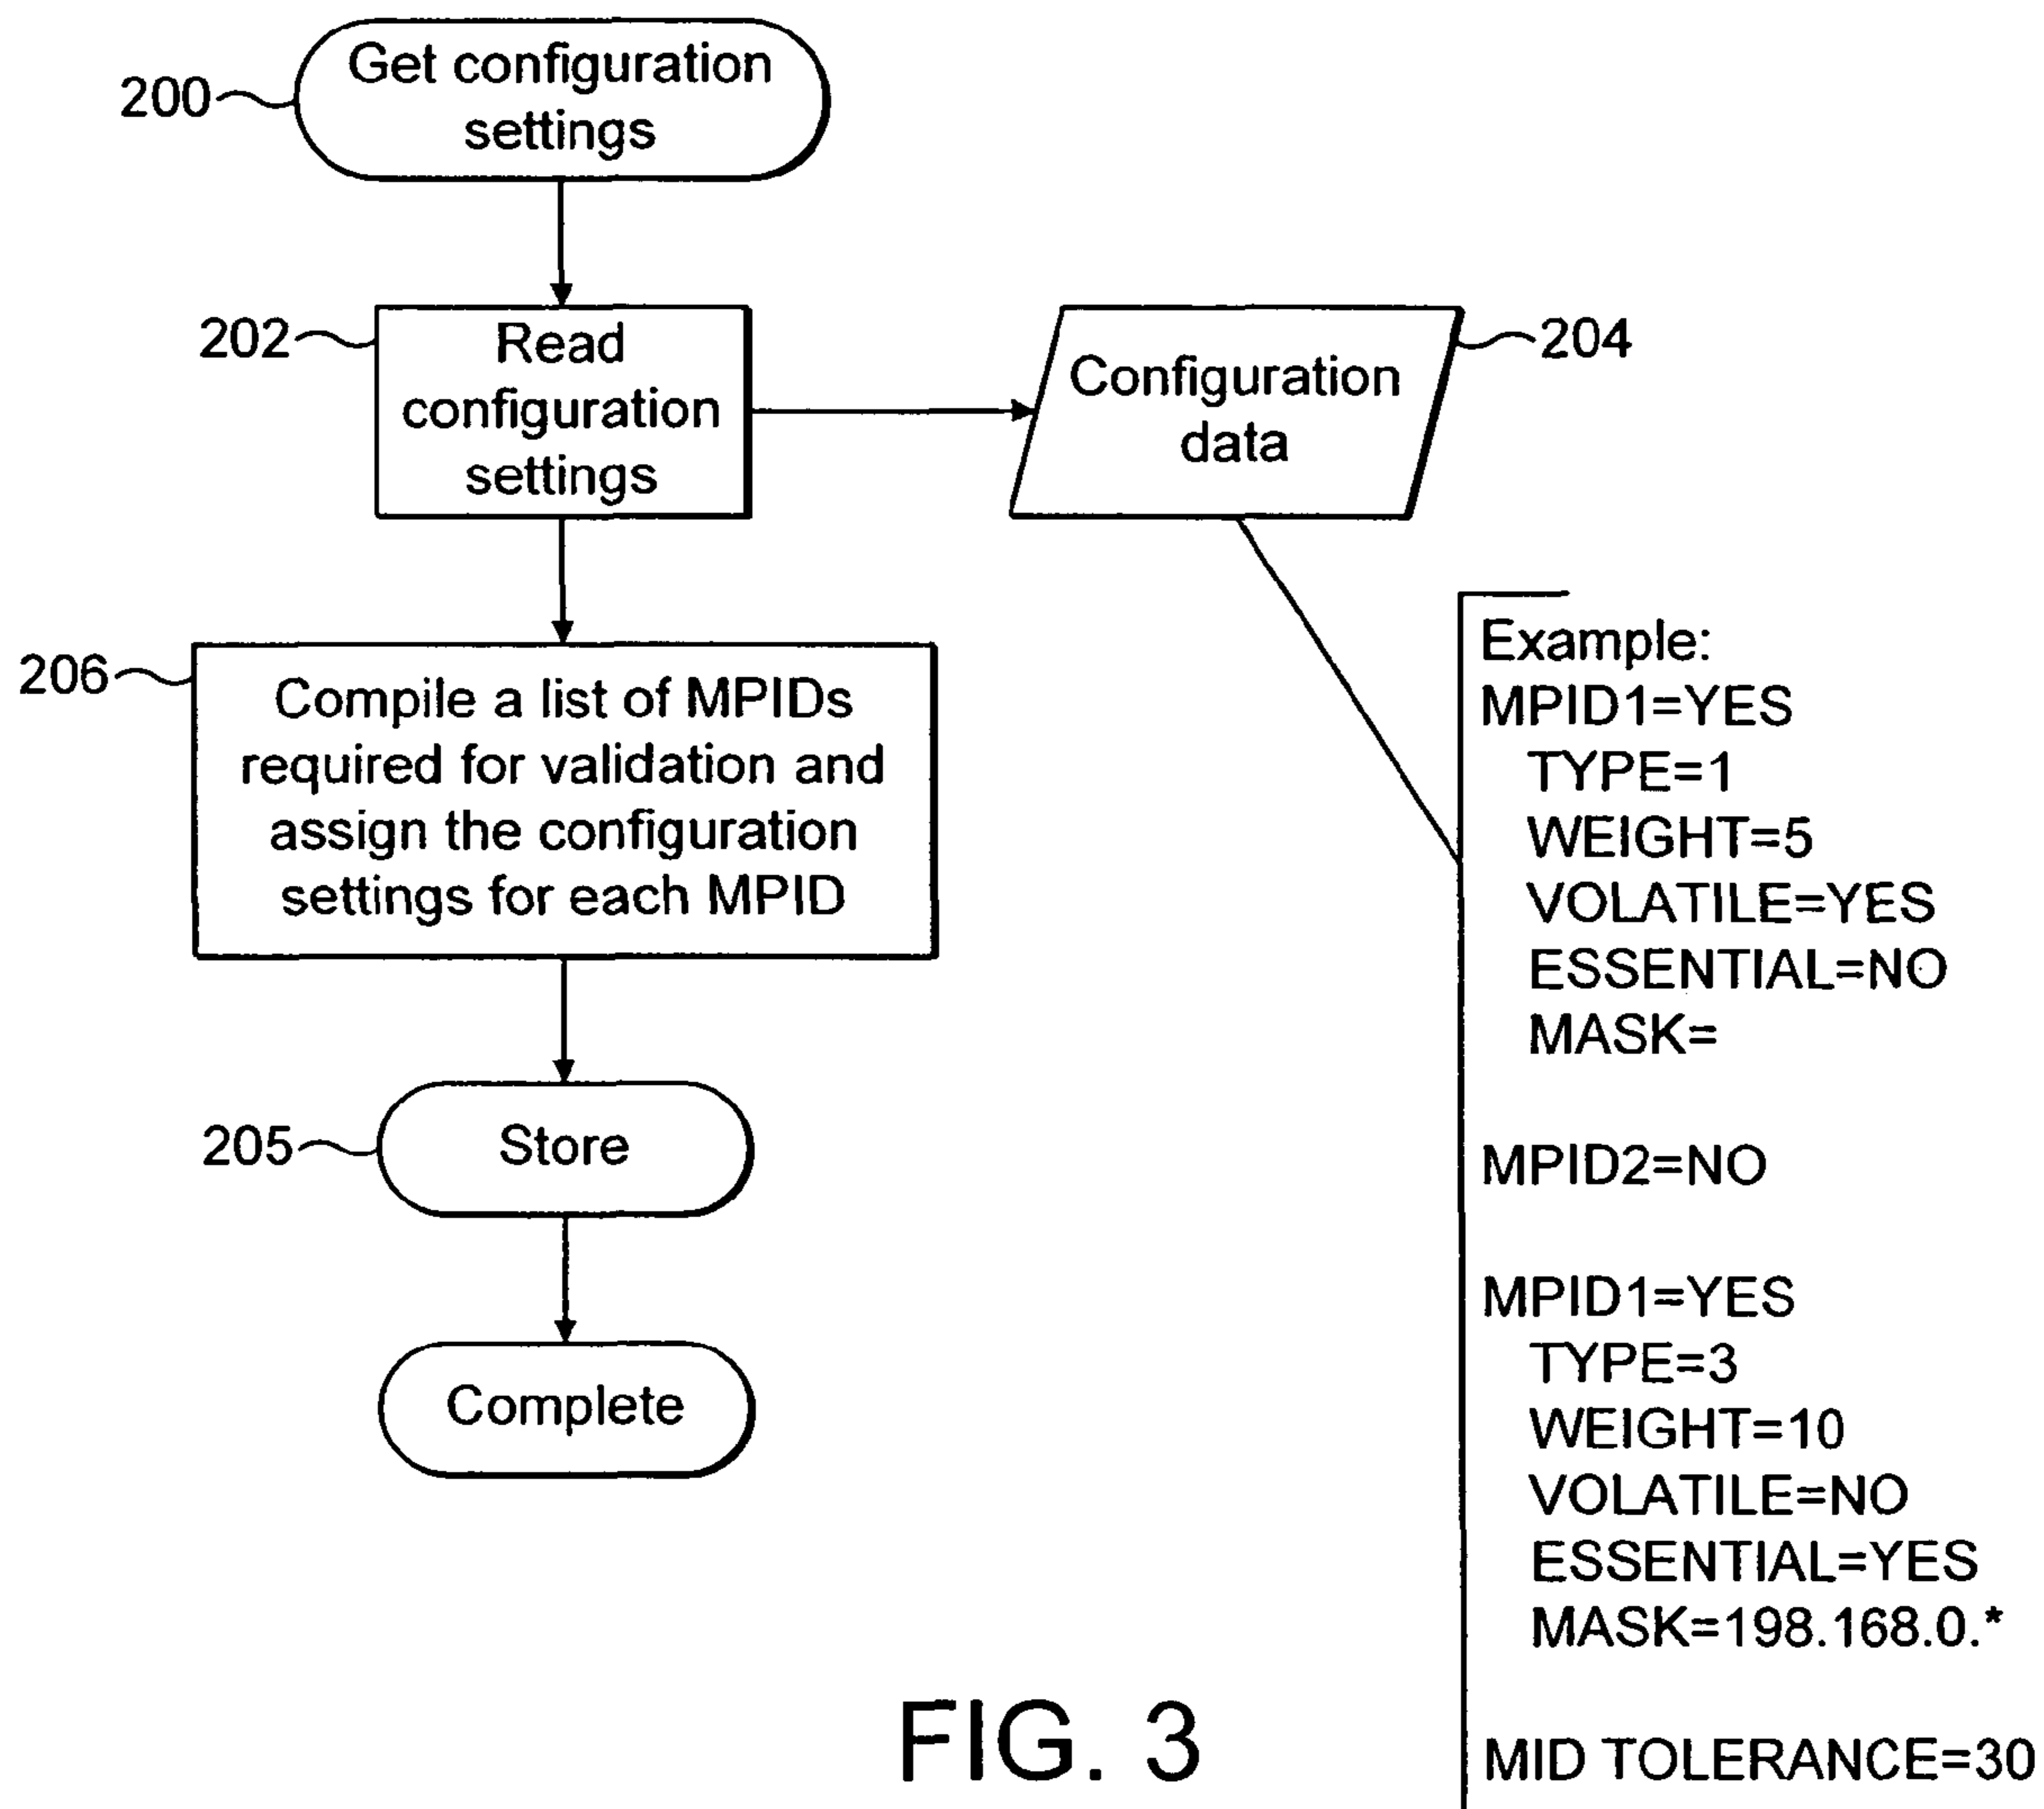 200
Get configuration
settings
202
Read
configuration
settings
Configuration
data
204
206
Compile a list of MPIDs
required for validation and
assign the configuration
settings for each MPID
205
Store
Complete
Example:
MPID1=YES
TYPE=1
WEIGHT=5
VOLATILE=YES
ESSENTIAL=NO
MASK=
MPID2=NO
MPID1=YES
TYPE=3
WEIGHT=10
VOLATILE=NO
ESSENTIAL=YES
MASK=198.168.0.*
MID TOLERANCE=30
FIG. 3